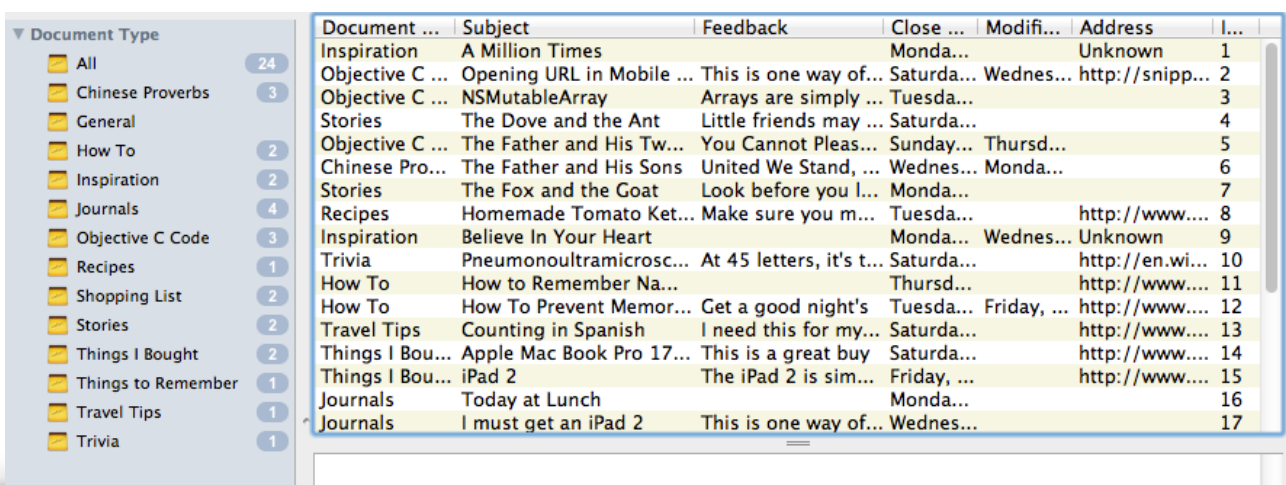 Document Type
All 24
Chinese Proverbs 3
General
How To 2
Inspiration 2
Journals 4
Objective C Code 3
Recipes 1
Shopping List 2
Stories 2
Things I Bought 2
Things to Remember 1
Travel Tips 1
Trivia 1
Document ... Subject Feedback Close ... Modifi... Address I...
Inspiration A Million Times Monda... Unknown 1
Objective C ... Opening URL in Mobile ... This is one way of... Saturda... Wednes... http://snipp... 2
Objective C ... NSMutableArray Arrays are simply ... Tuesda... 3
Stories The Dove and the Ant Little friends may ... Saturda... 4
Objective C ... The Father and His Tw... You Cannot Pleas... Sunday... Thursd... 5
Chinese Pro... The Father and His Sons United We Stand, ... Wednes... Monda... 6
Stories The Fox and the Goat Look before you l... Monda... 7
Recipes Homemade Tomato Ket... Make sure you m... Tuesda... http://www.... 8
Inspiration Believe In Your Heart Monda... Wednes... Unknown 9
Trivia Pneumonoultramicrosc... At 45 letters, it's t... Saturda... http://en.wi... 10
How To How to Remember Na... Thursd... http://www.... 11
How To How To Prevent Memor... Get a good night's Tuesda... Friday, ... http://www.... 12
Travel Tips Counting in Spanish I need this for my... Saturda... http://www.... 13
Things I Bou... Apple Mac Book Pro 17... This is a great buy Saturda... http://www.... 14
Things I Bou... iPad 2 The iPad 2 is sim... Friday, ... http://www.... 15
Journals Today at Lunch Monda... 16
Journals I must get an iPad 2 This is one way of... Wednes... 17